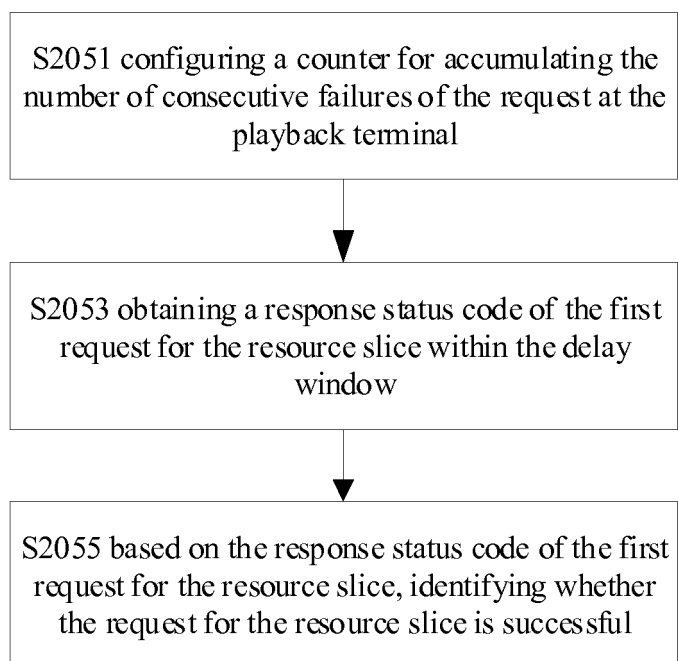 S2051 configuring a counter for accumulating the
number of consecutive failures of the request at the
playback terminal
S2053 obtaining a response status code of the first
request for the resource slice within the delay
window
S2055 based on the response status code of the first
request for the resource slice, identifying whether
the request for the resource slice is successful